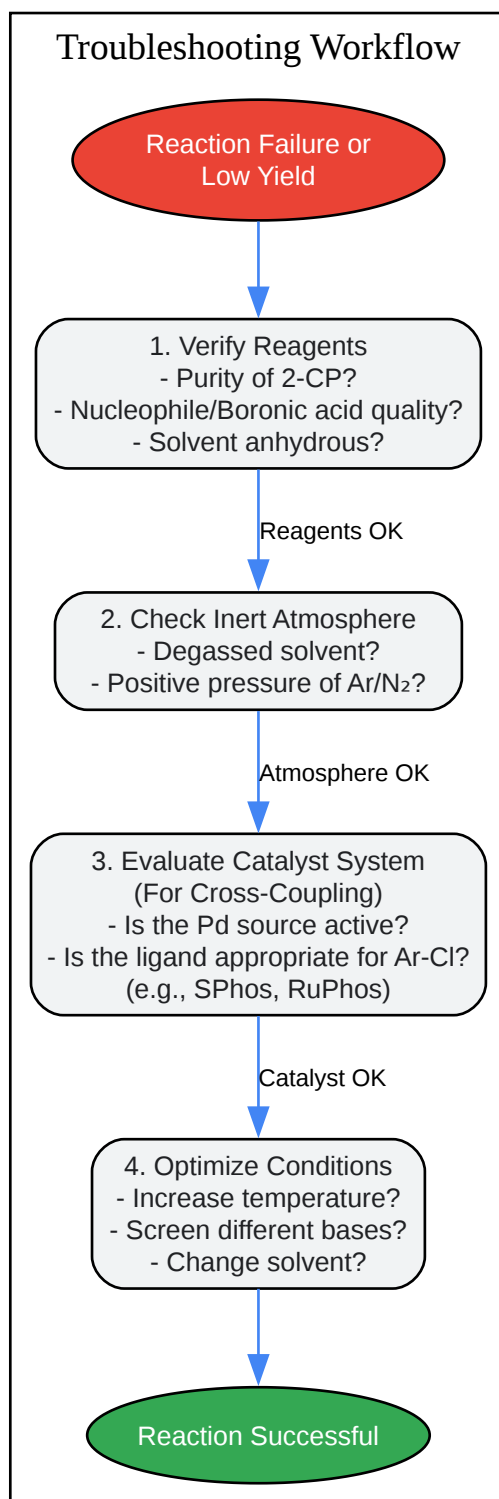 Troubleshooting Workflow
Reaction Failure or
Low Yield
1. Verify Reagents
- Purity of 2-CP?
- Nucleophile/Boronic acid quality?
- Solvent anhydrous?
Reagents OK
2. Check Inert Atmosphere
- Degassed solvent?
- Positive pressure of Ar/N₂?
Atmosphere OK
3. Evaluate Catalyst System
(For Cross-Coupling)
- Is the Pd source active?
- Is the ligand appropriate for Ar-Cl?
(e.g., SPhos, RuPhos)
Catalyst OK
4. Optimize Conditions
- Increase temperature?
- Screen different bases?
- Change solvent?
Reaction Successful